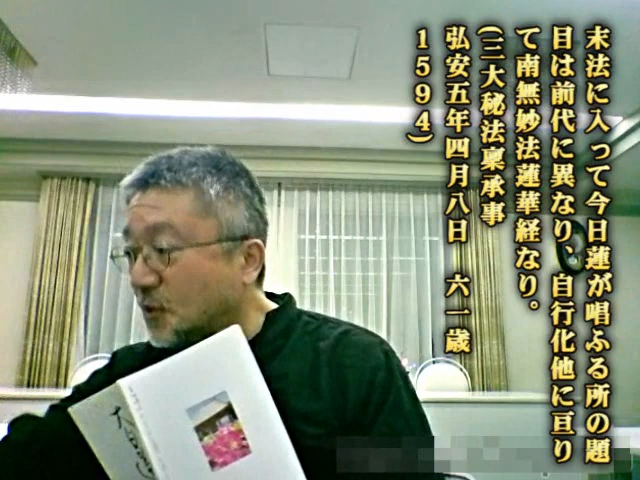 末法に入って今日蓮が唱ふる所の題
目は前代に異なり、自行化他に亘り
て南無妙法蓮華経なり。
(三大秘法稟承事
弘安五年四月八日　六一歳
1594)